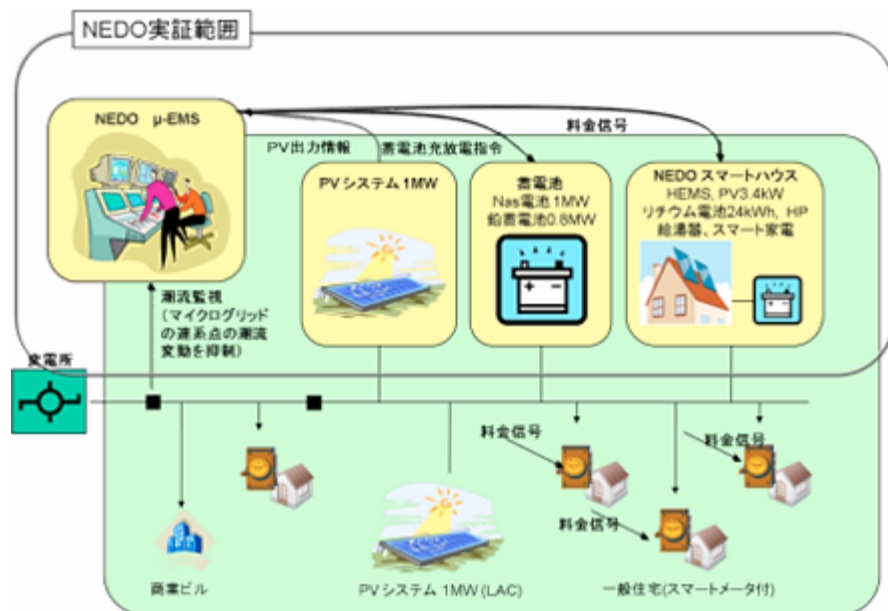 NEDO実証範囲
NEDO μ-EMS
PV出力情報
蓄電池充放電指令
料金信号
PVシステム 1MW
蓄電池
Nas電池 1MW
鉛蓄電池0.8MW
NEDO スマートハウス
HEMS, PV3.4kW
リチウム電池24kWh, HP
給湯器、スマート家電
潮流監視
(マイクログリッド
の連系点の潮流
変動を抑制)
変電所
料金信号
料金信号
料金信号
商業ビル
PVシステム 1MW (LAC)
一般住宅(スマートメータ付)